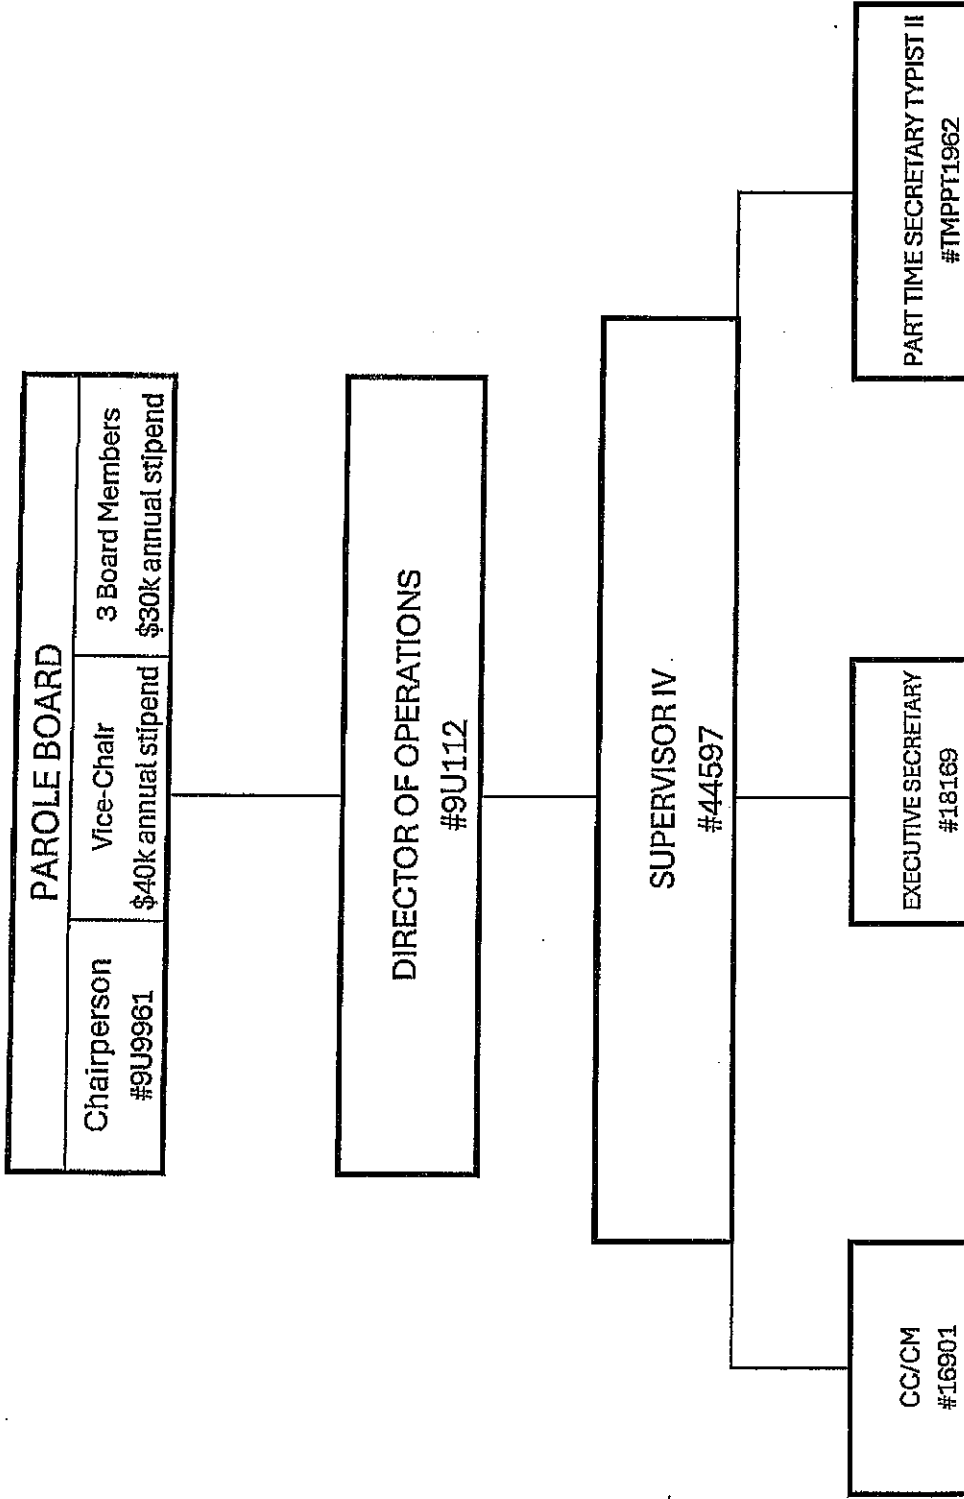 PAROLE BOARD
Chairperson
#9U9961
Vice-Chair
$40k annual stipend
3 Board Members
$30k annual stipend
DIRECTOR OF OPERATIONS
#9U112
SUPERVISOR IV
#44597
CC/CM
#16901
EXECUTIVE SECRETARY
#18169
PART TIME SECRETARY TYPIST II
#TMPPT1962